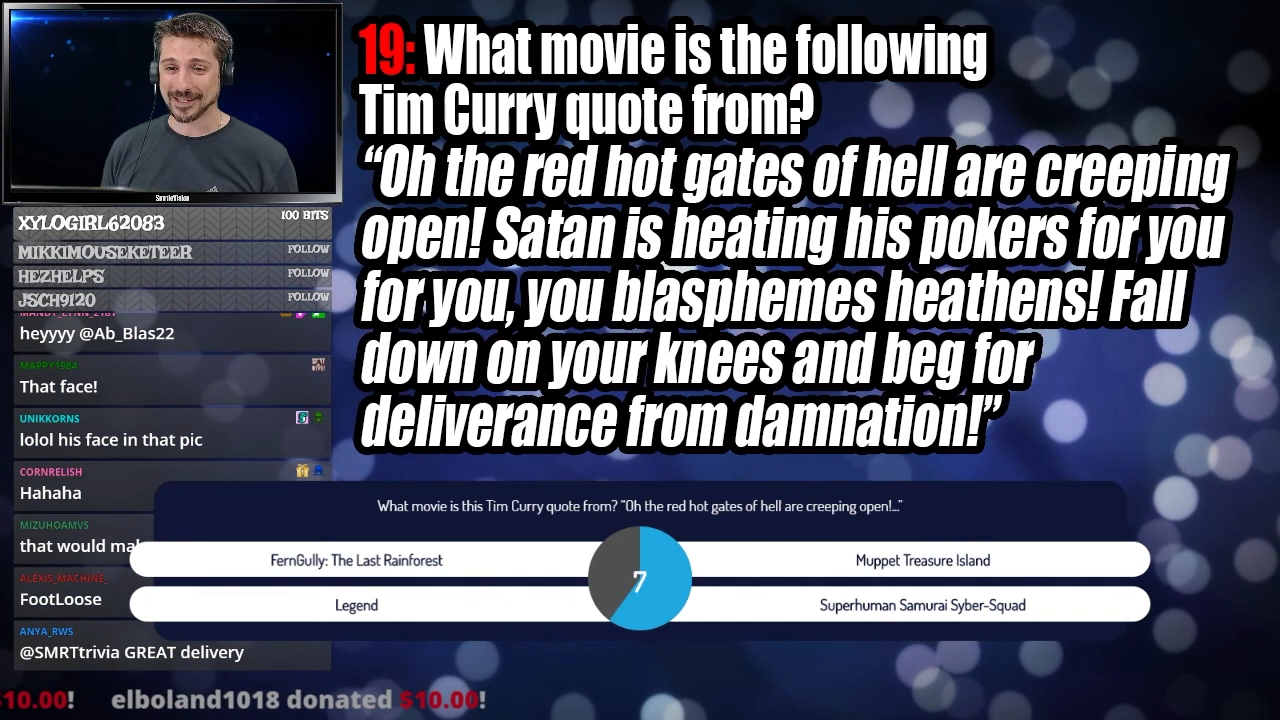 19: What movie is the following
Tim Curry quote from?
“Oh the red hot gates of hell are creeping
open! Satan is heating his pokers for you
for you, you blasphemes heathens! Fall
down on your knees and beg for
deliverance from damnation!”
XYLOGIRL62083 100 BITS
MIKKIMOUSEKETEER FOLLOW
HEZHELPS FOLLOW
JSCH9120 FOLLOW
heyyyy @Ab_Blas22
MAPPY1984
That face!
UNIKKORNS
lolol his face in that pic
CORNRELISH
Hahaha
MIZUHOAMVS
that would
ALEXIS_MACHINE_
FootLoose
ANYA_RWS
@SMRTtrivia GREAT delivery
What movie is this Tim Curry quote from? “Oh the red hot gates of hell are creeping open!...”
FernGully: The Last Rainforest
Muppet Treasure Island
7
Legend
Superhuman Samurai Syber-Squad
$10.00! elboland1018 donated $10.00!